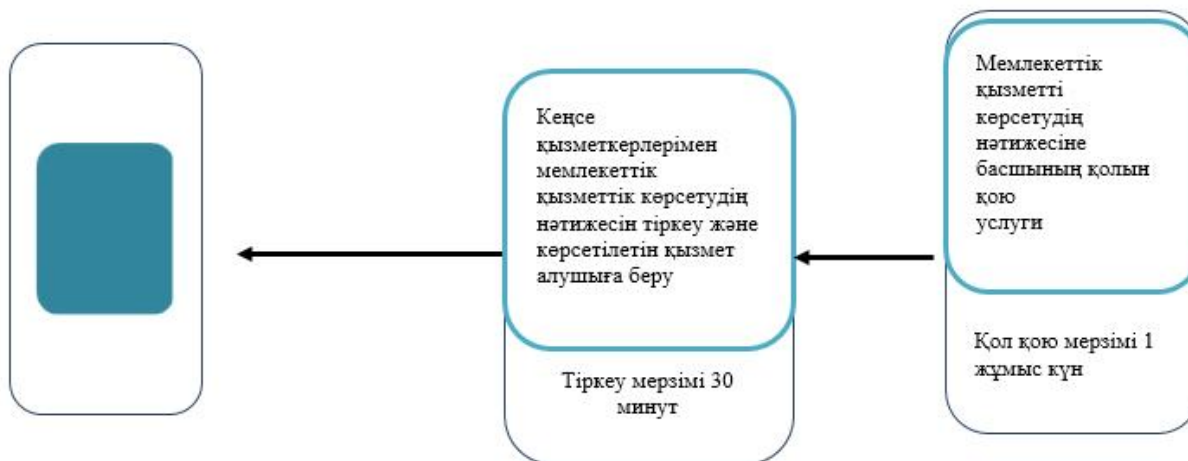 Кеңсе
қызметкерлерімен
мемлекеттік
қызметтік көрсетудің
нәтижесін тіркеу және
көрсетілетін қызмет
алушыға беру
Тіркеу мерзімі 30
минут
Мемлекеттік
қызметті
көрсетудің
нәтижесіне
басшының қолын
қою
услуги
Қол қою мерзімі 1
жұмыс күн